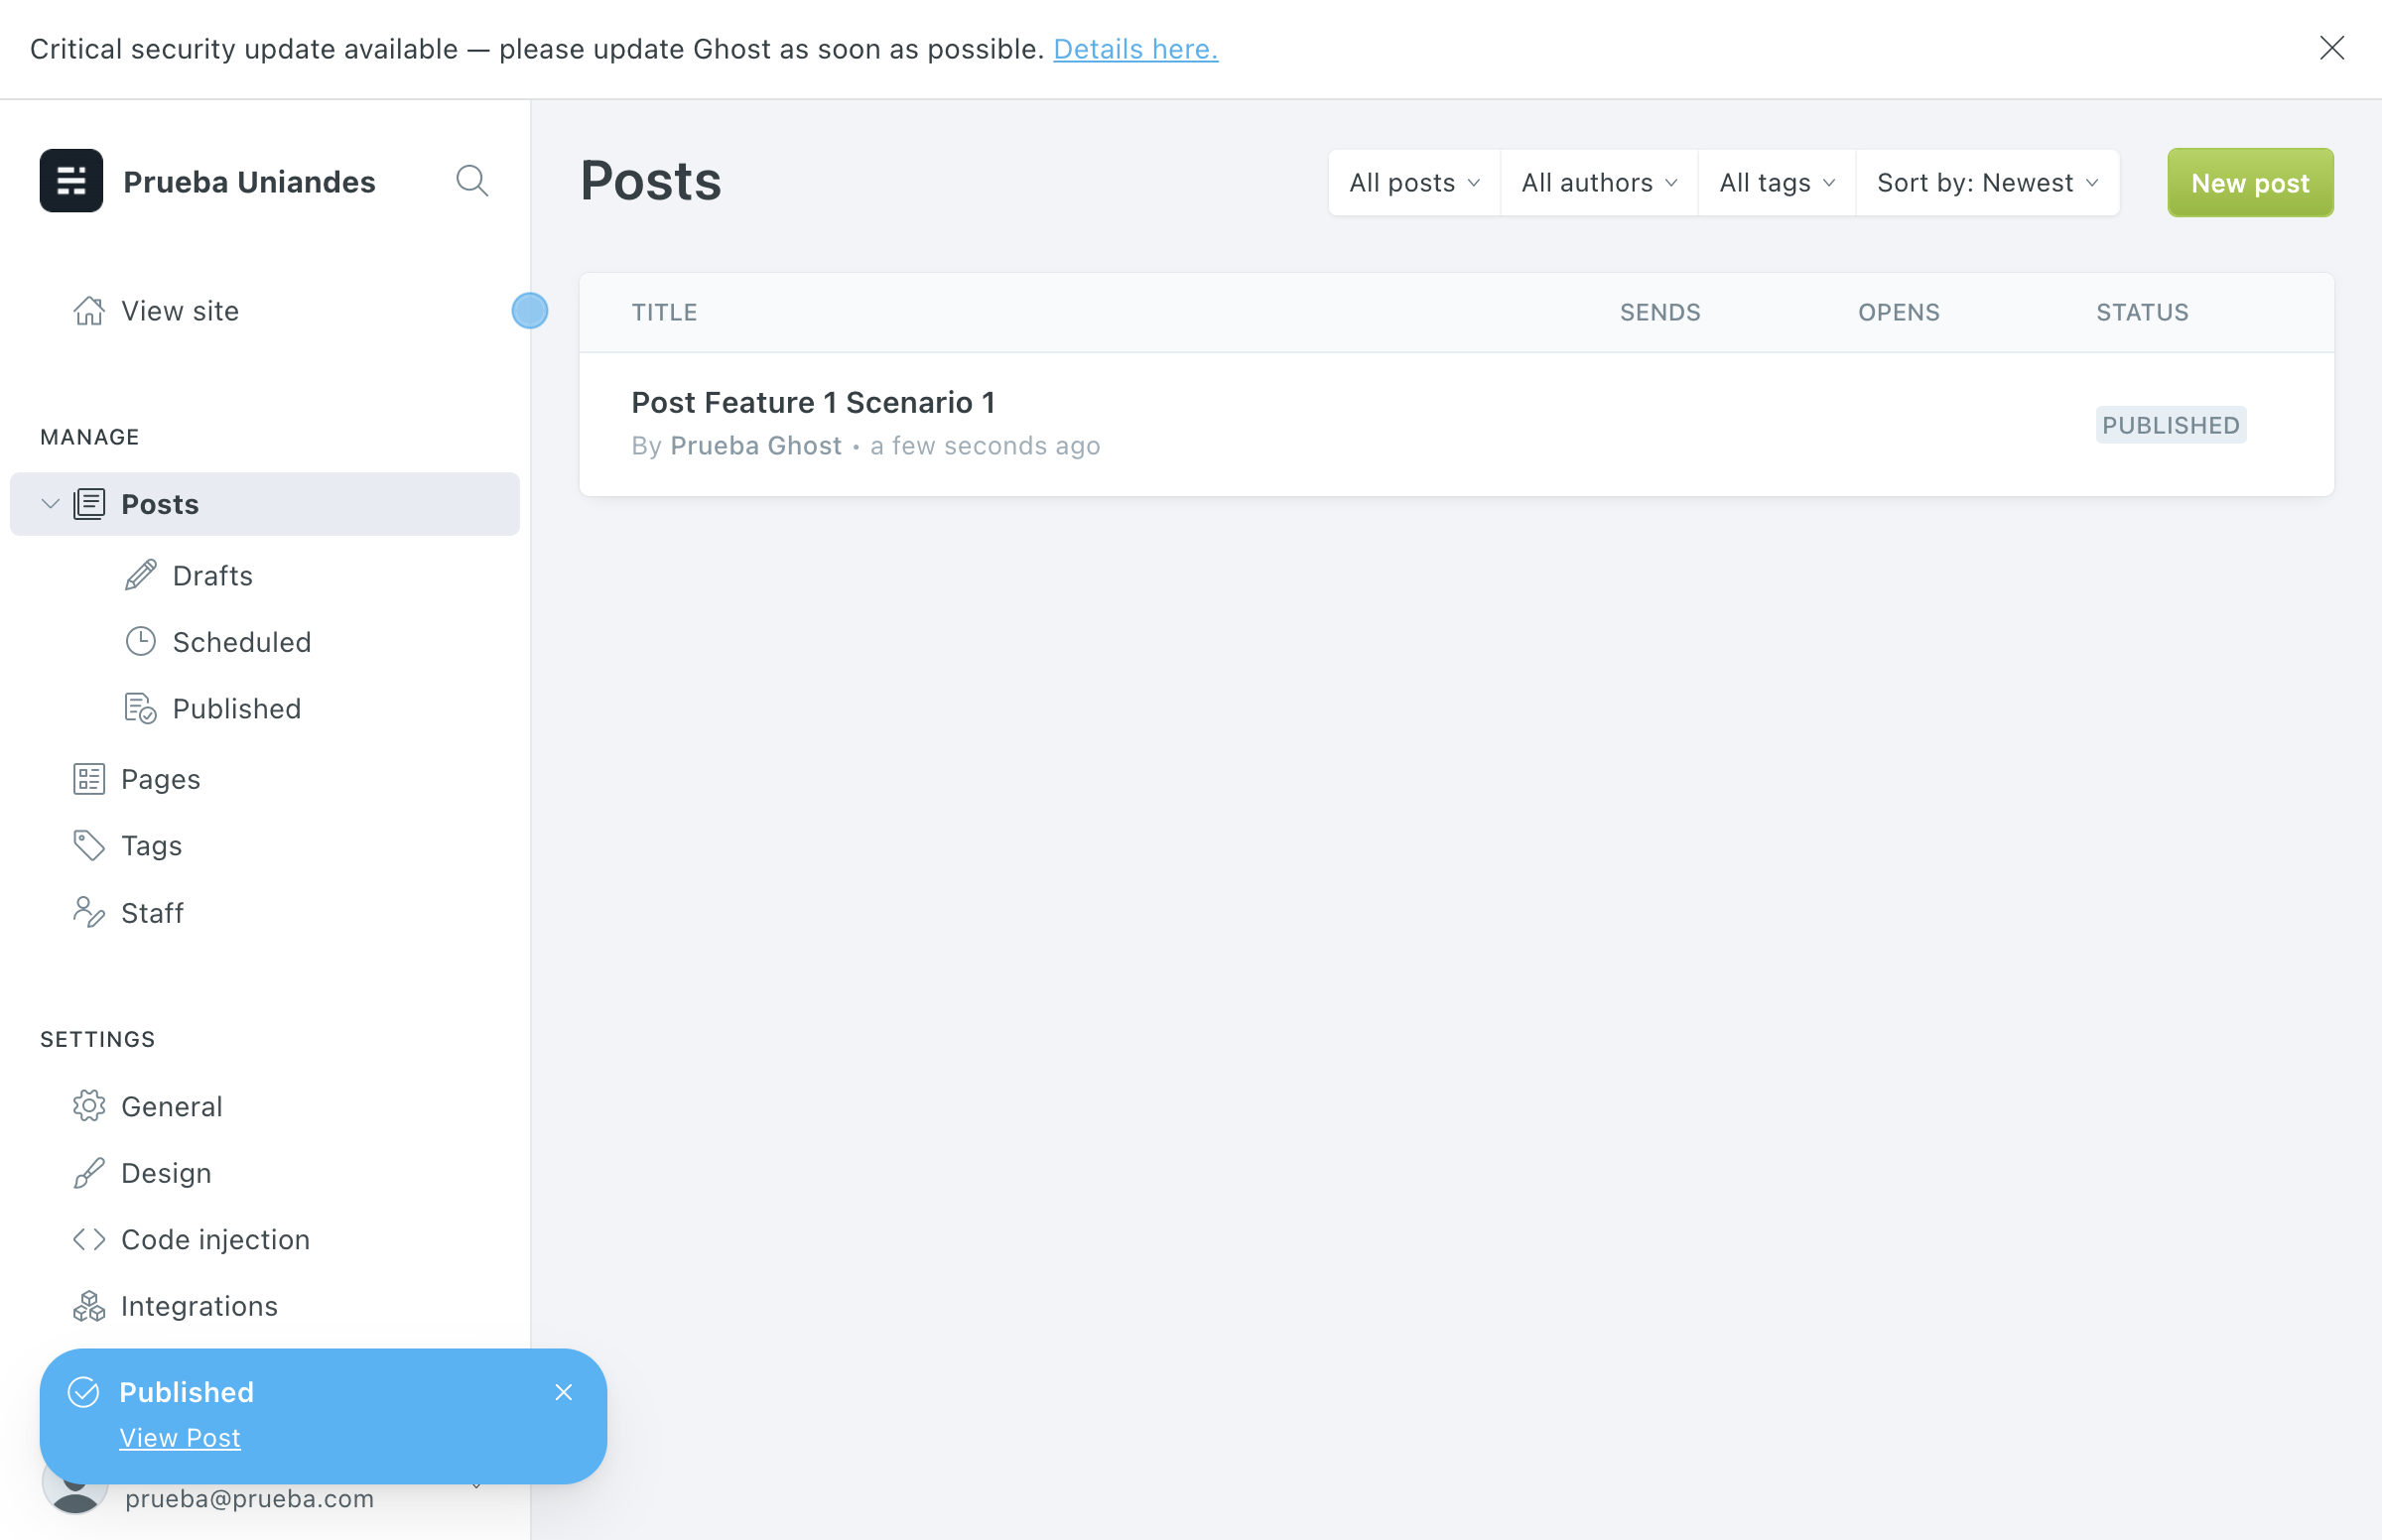 Critical security update available — please update Ghost as soon as possible. Details here.
Prueba Uniandes
View site
MANAGE
Posts
Drafts
Scheduled
Published
Pages
Tags
Staff
SETTINGS
General
Design
Code injection
Integrations
Published
View Post
prueba@prueba.com
Posts
All posts
All authors
All tags
Sort by: Newest
New post
TITLE SENDS OPENS STATUS
Post Feature 1 Scenario 1
By Prueba Ghost • a few seconds ago
PUBLISHED